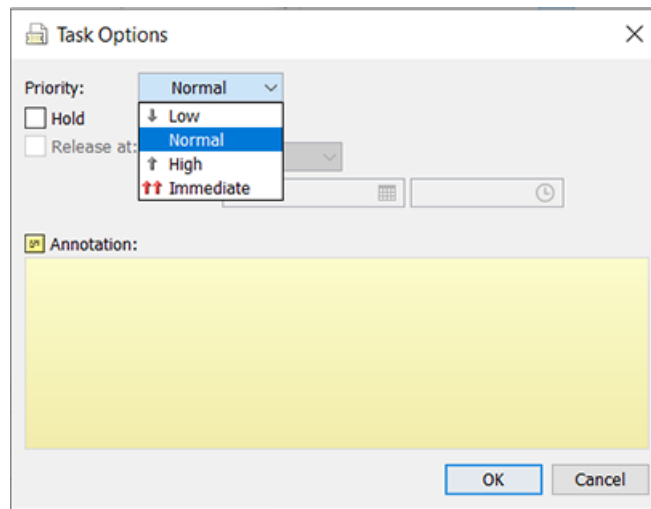 Task Options
Priority: Normal
Hold
Low
Release at:
Normal
High
Immediate
Annotation:
OK Cancel